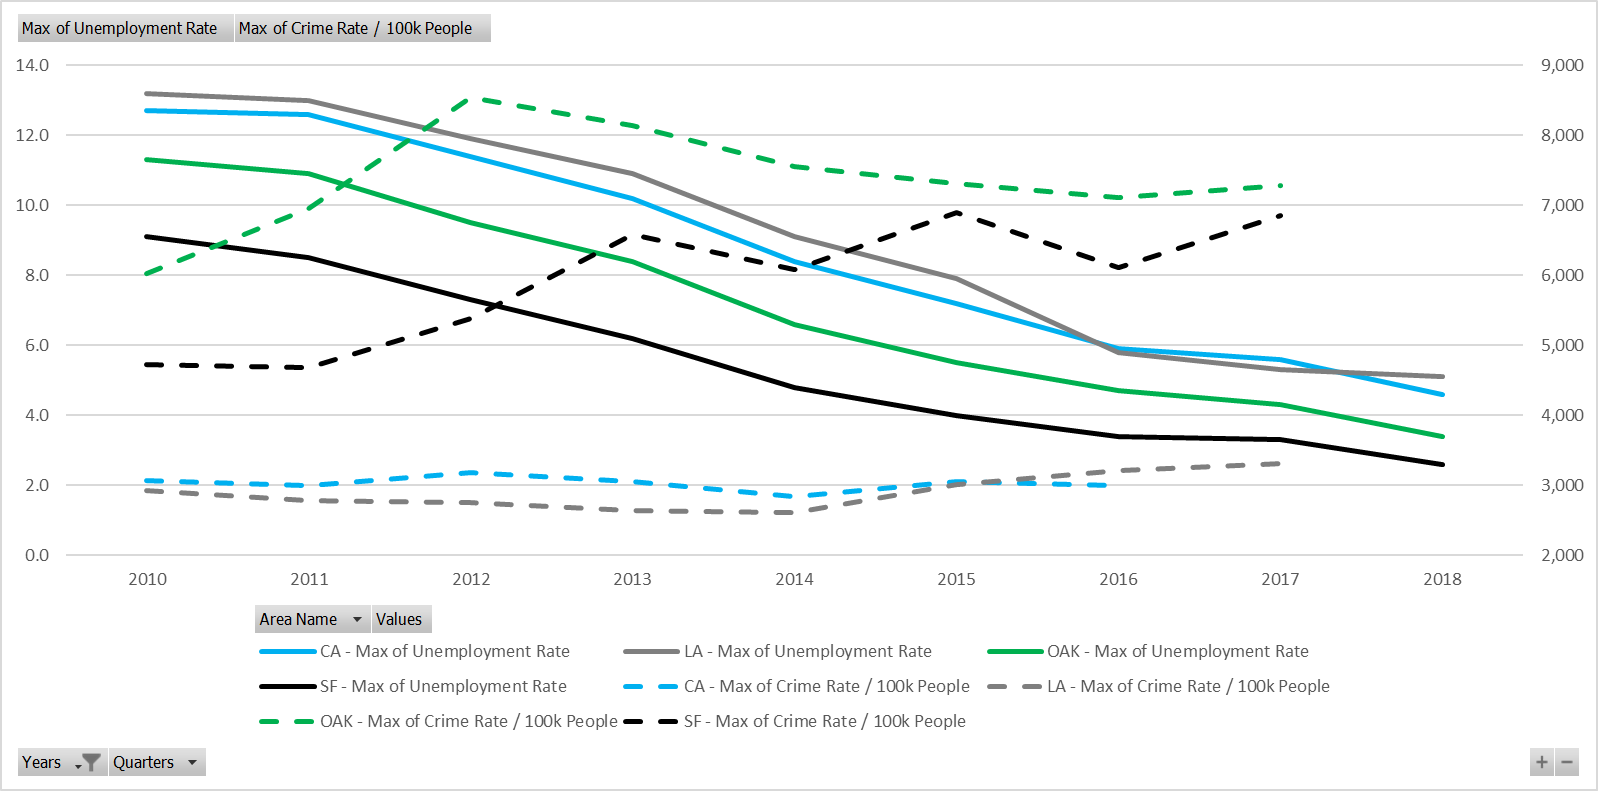 Max of Unemployment Rate Max of Crime Rate / 100k People
14.0 9,000
12.0 8,000
10.0 7,000
8.0 6,000
6.0 5,000
4.0 4,000
2.0 3,000
0.0 2,000
2010 2011 2012 2013 2014 2015 2016 2017 2018
Area Name Values
CA - Max of Unemployment Rate LA - Max of Unemployment Rate OAK - Max of Unemployment Rate
SF - Max of Unemployment Rate CA - Max of Crime Rate / 100k People LA - Max of Crime Rate / 100k People
OAK - Max of Crime Rate / 100k People SF - Max of Crime Rate / 100k People
Years Quarters + −